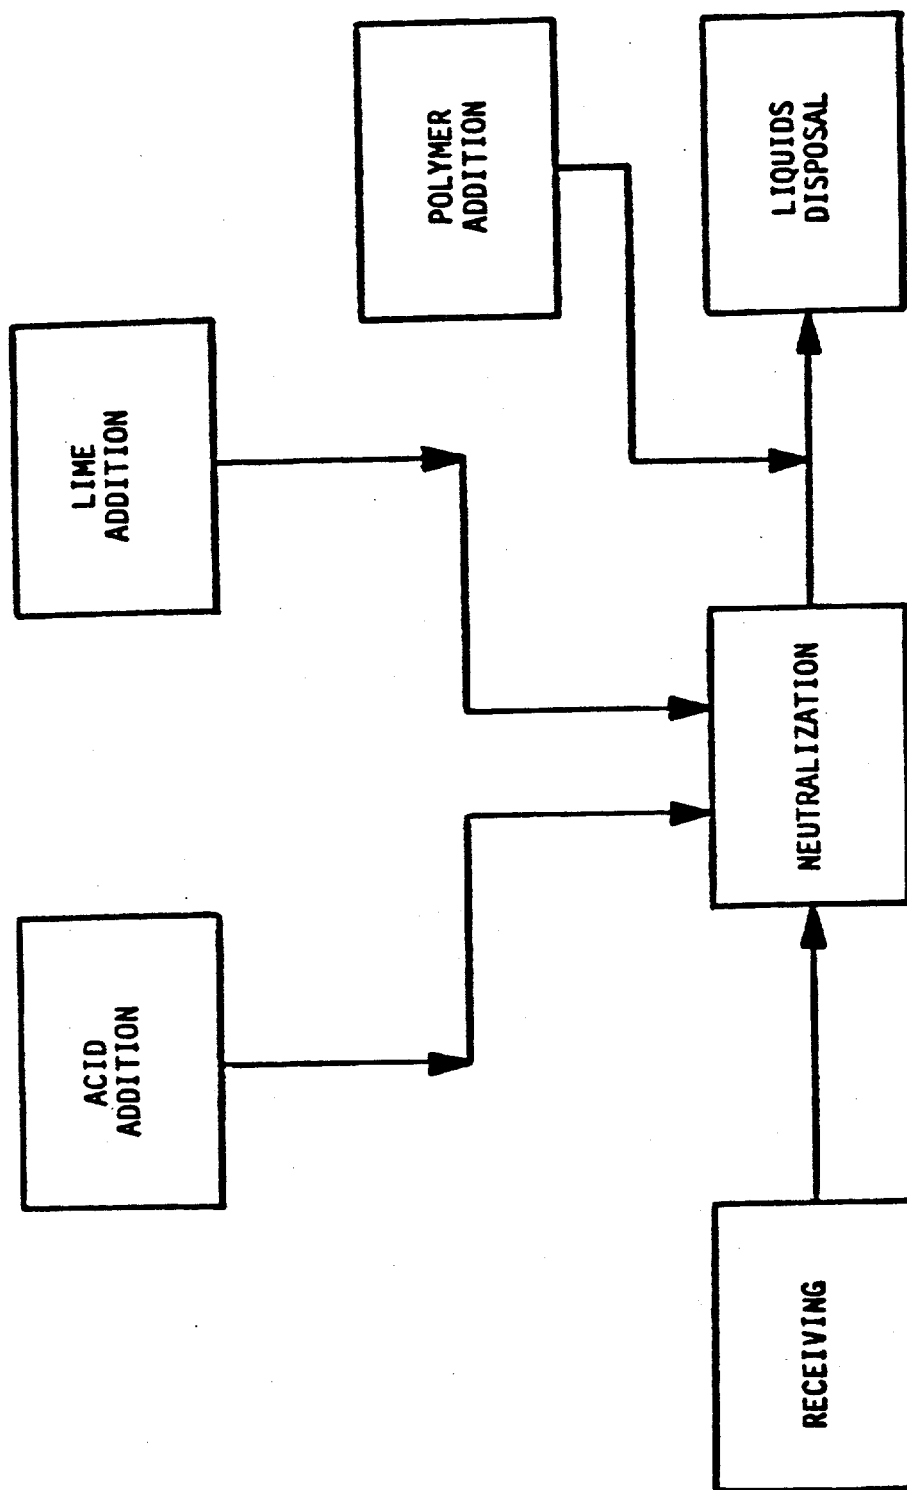 ACID
ADDITION
LIME
ADDITION
POLYMER
ADDITION
RECEIVING
NEUTRALIZATION
LIQUIDS
DISPOSAL